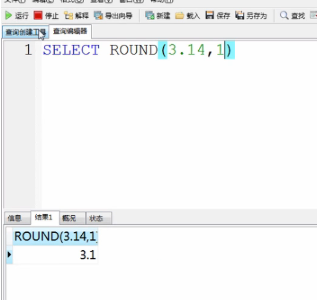 运行 停止 解释 导出向导 新建 载入 保存 另存为 查找
查询创建工具 查询编辑器
1 SELECT ROUND(3.14,1)
信息 结果1 概况 状态
ROUND(3.14,1
3.1